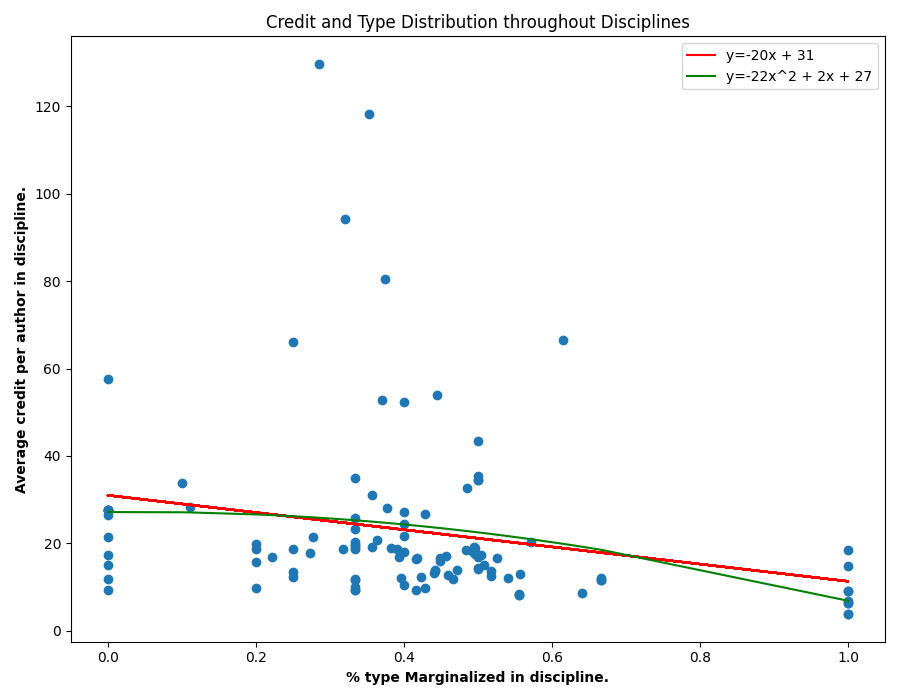 Credit and Type Distribution throughout Disciplines
y=-20x + 31
y=-22x^2 + 2x + 27
Average credit per author in discipline.
120
100
80
60
40
20
0
0.0 0.2 0.4 0.6 0.8 1.0
% type Marginalized in discipline.